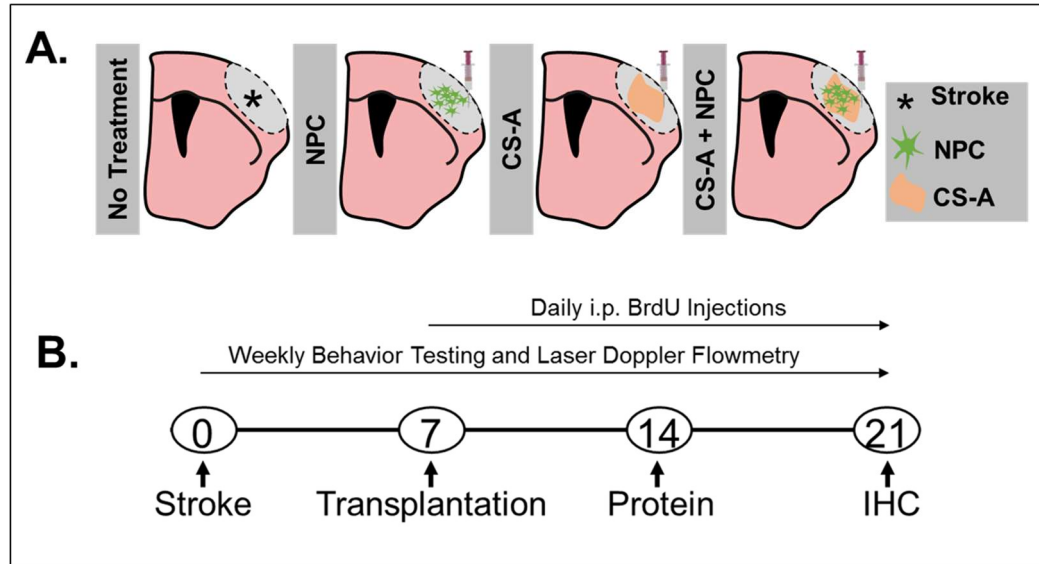 A.
No Treatment
NPC
CS-A
CS-A + NPC
*
* Stroke
NPC
CS-A
Daily i.p. BrdU Injections
B.
Weekly Behavior Testing and Laser Doppler Flowmetry
0 7 14 21
Stroke Transplantation Protein IHC